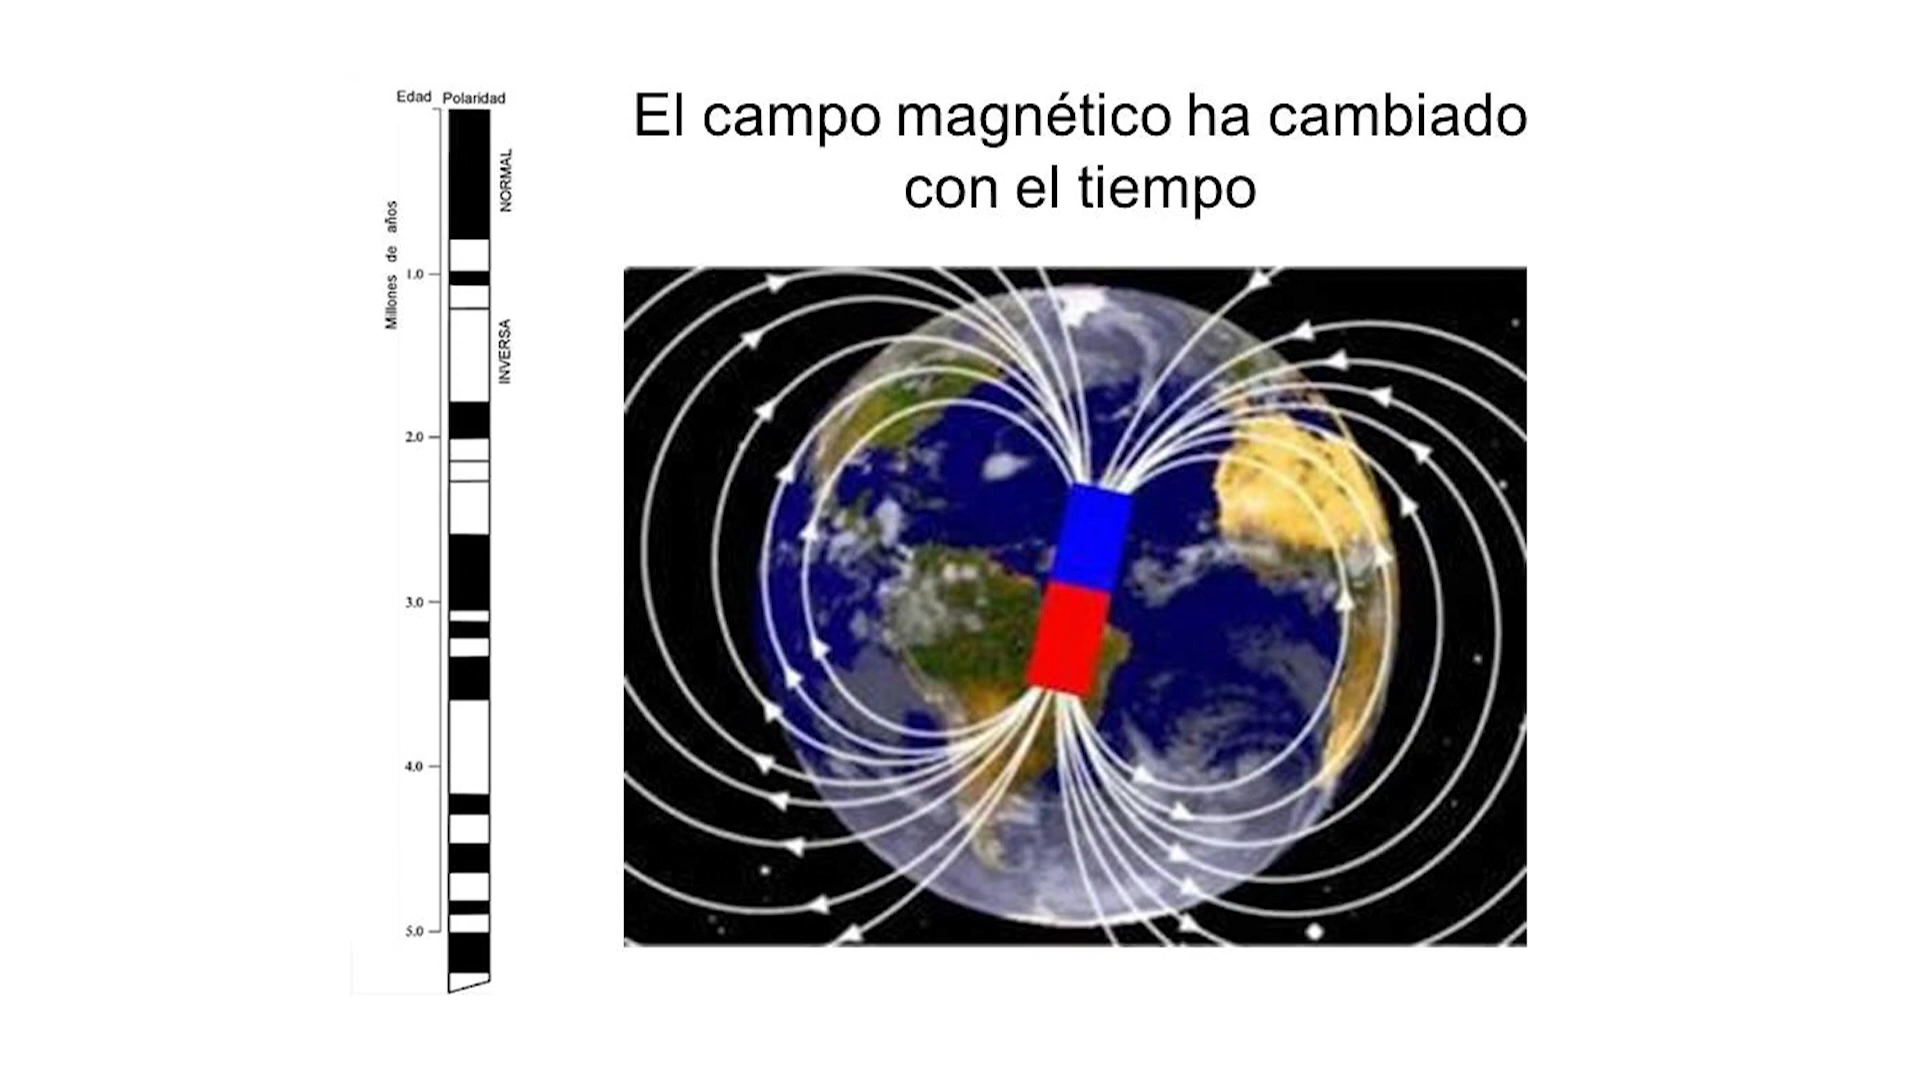 Edad Polaridad
El campo magnético ha cambiado
con el tiempo
NORMAL
Millones de años
1.0
INVERSA
2.0
3.0
4.0
5.0